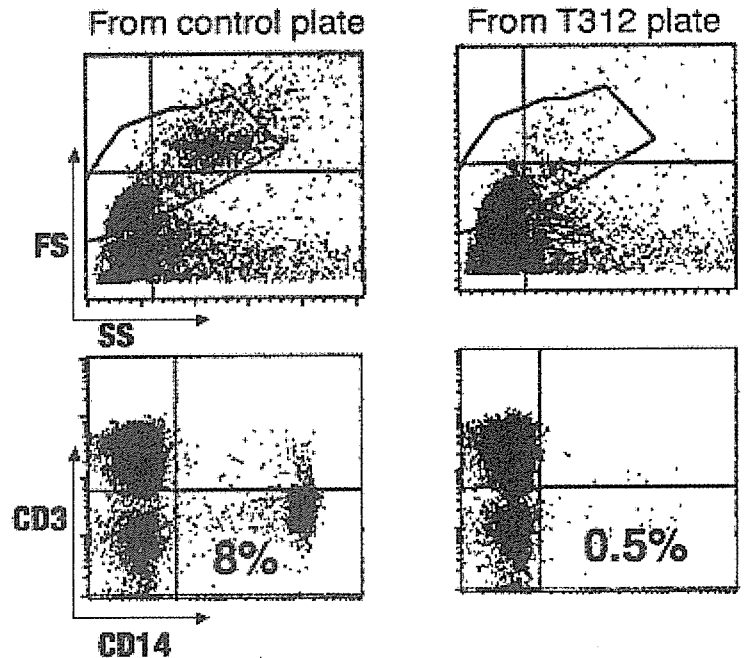 From control plate
From T312 plate
FS
SS
CD3
8%
0.5%
CD14